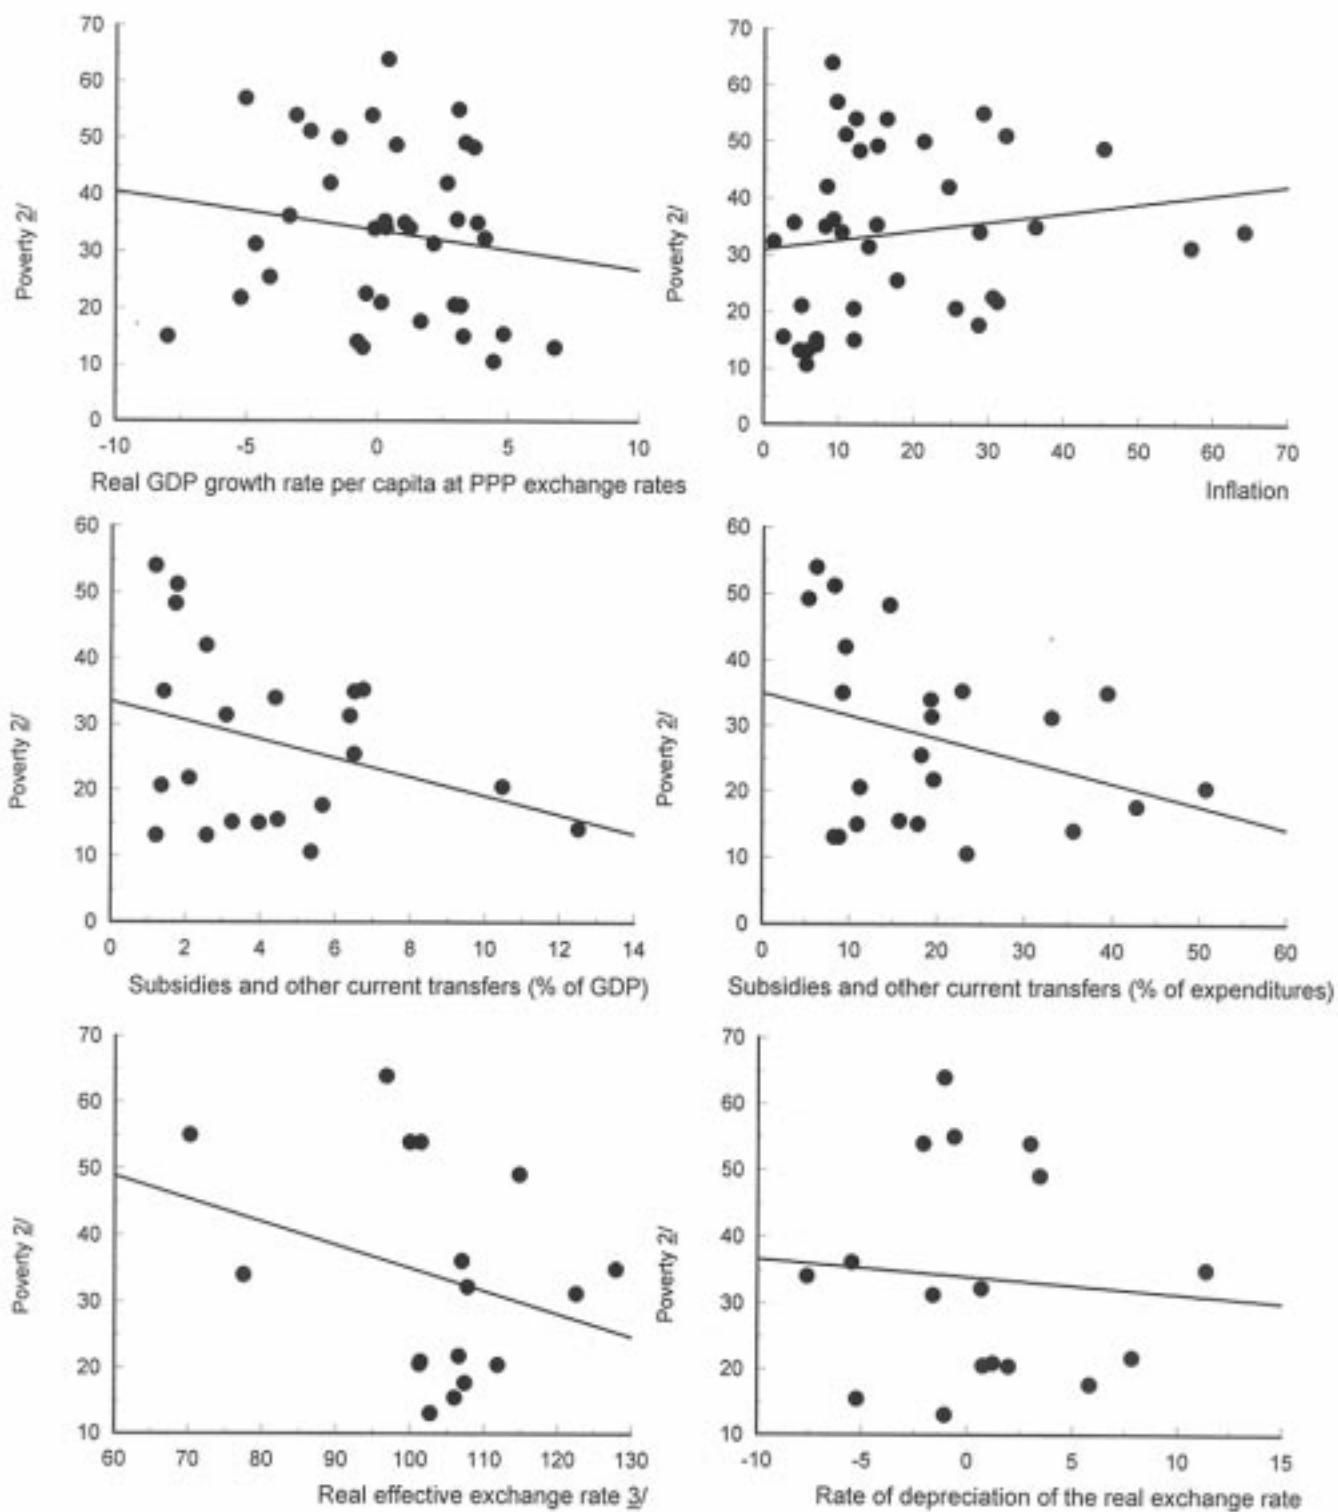 70
60
50
40
30
20
10
0
Poverty 2/
-10 -5 0 5 10
Real GDP growth rate per capita at PPP exchange rates
70
60
50
40
30
20
10
0
Poverty 2/
0 10 20 30 40 50 60 70
Inflation
60
50
40
30
20
10
0
Poverty 2/
0 2 4 6 8 10 12 14
Subsidies and other current transfers (% of GDP)
60
50
40
30
20
10
0
Poverty 2/
0 10 20 30 40 50 60
Subsidies and other current transfers (% of expenditures)
70
60
50
40
30
20
10
Poverty 2/
60 70 80 90 100 110 120 130
Real effective exchange rate 3/
70
60
50
40
30
20
10
Poverty 2/
-10 -5 0 5 10 15
Rate of depreciation of the real exchange rate